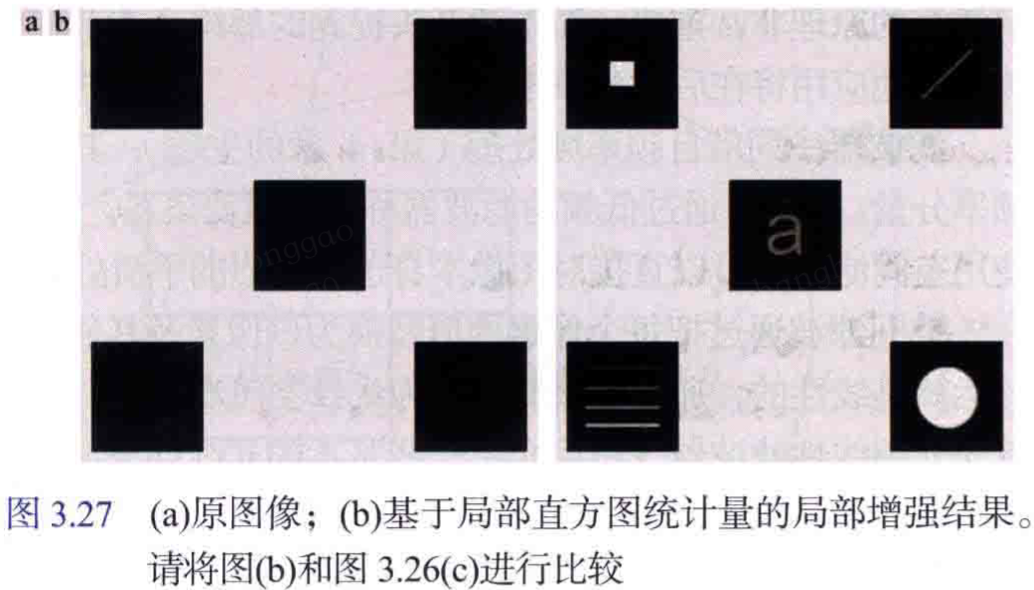 a b
a
图 3.27 (a)原图像；(b)基于局部直方图统计量的局部增强结果。
请将图(b)和图 3.26(c)进行比较